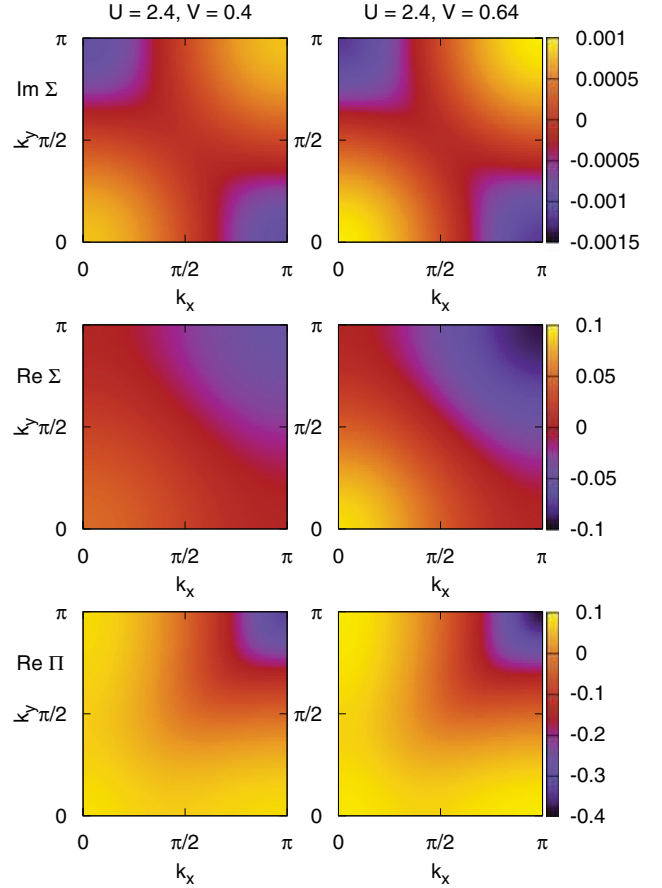 U = 2.4, V = 0.4
U = 2.4, V = 0.64
Im Σ
k_y
π
π/2
0
0
π/2
π
k_x
π/2
0
0
π/2
π
k_x
0.001
0.0005
0
-0.0005
-0.001
-0.0015
Re Σ
k_y
π
π/2
0
0
π/2
π
k_x
π/2
0
0
π/2
π
k_x
0.1
0.05
0
-0.05
-0.1
Re Π
k_y
π
π/2
0
0
π/2
π
k_x
π/2
0
0
π/2
π
k_x
0.1
0
-0.1
-0.2
-0.3
-0.4